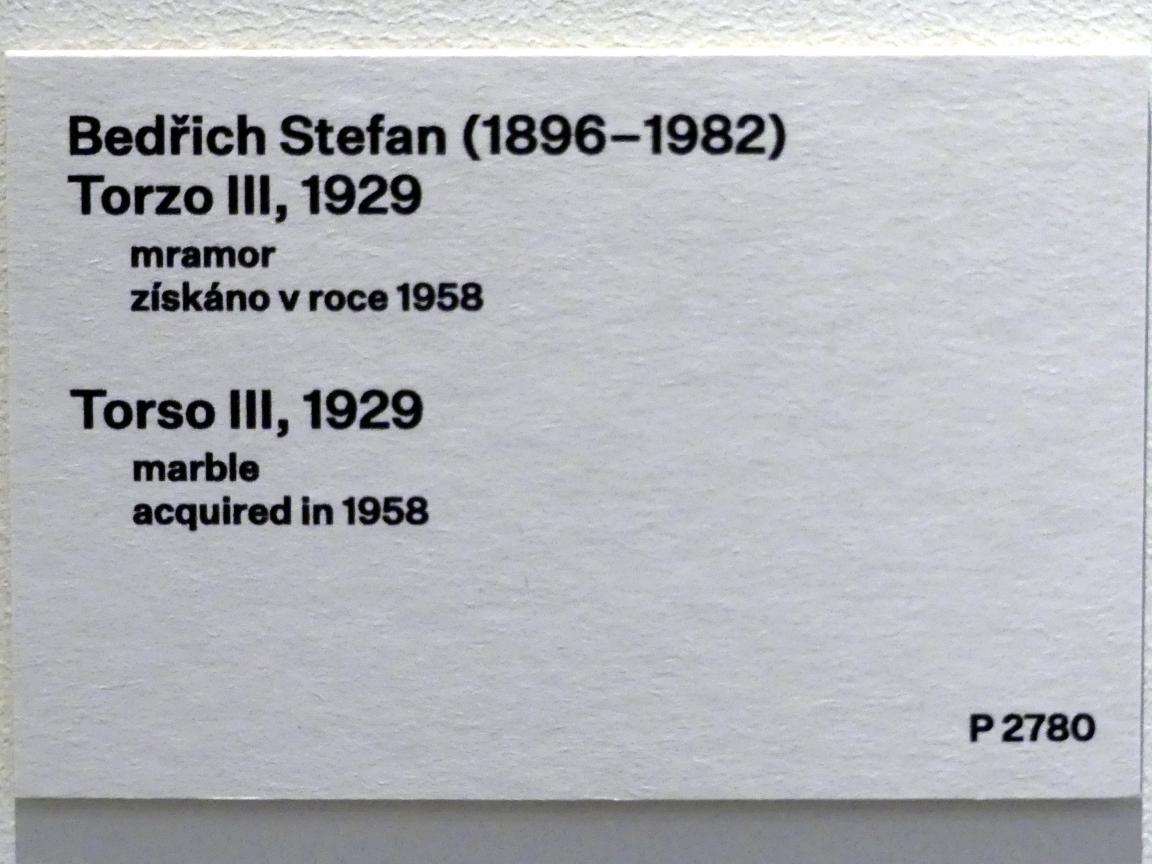 Bedřich Stefan (1896–1982)
Torzo III, 1929
mramor
získáno v roce 1958
Torso III, 1929
marble
acquired in 1958
P 2780